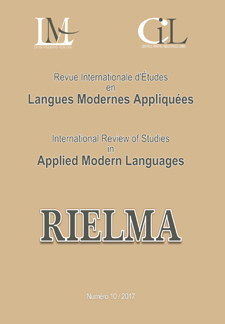 LMA
Revue Internationale d'Etudes
en
Langues Modernes Appliquées
International Review of Studies
in
Applied Modern Languages
RIELMA
Numéro 10 / 2017